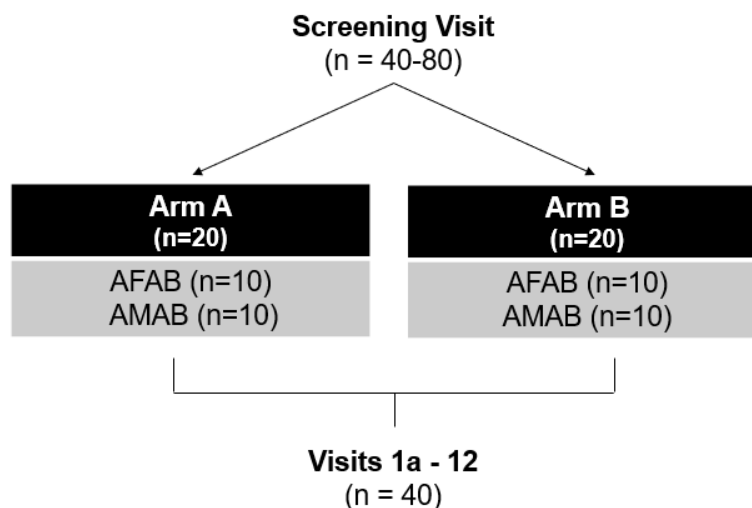 Screening Visit
(n = 40-80)
Arm A
(n=20)
AFAB (n=10)
AMAB (n=10)
Arm B
(n=20)
AFAB (n=10)
AMAB (n=10)
Visits 1a - 12
(n = 40)